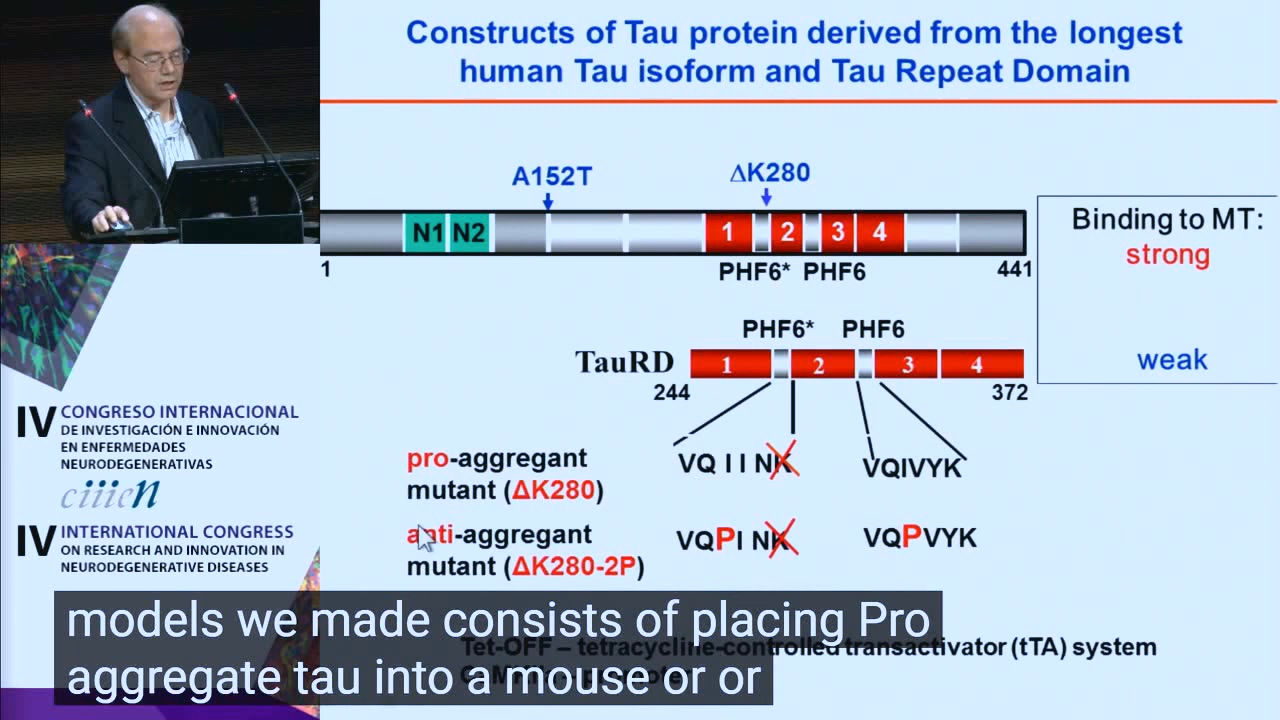 Constructs of Tau protein derived from the longest
human Tau isoform and Tau Repeat Domain
A152T
ΔK280
N1 N2
1 2 3 4
PHF6* PHF6
1
441
Binding to MT:
strong
weak
PHF6* PHF6
TauRD
1 2 3 4
244
372
pro-aggregant
mutant (ΔK280)
VQ I I NK
VQIVYK
anti-aggregant
mutant (ΔK280-2P)
VQPI NK
VQPVYK
Tet-OFF – tetracycline-controlled transactivator (tTA) system
IV CONGRESO INTERNACIONAL
DE INVESTIGACIÓN E INNOVACIÓN
EN ENFERMEDADES
NEURODEGENERATIVAS
ciiien
IV INTERNATIONAL CONGRESS
ON RESEARCH AND INNOVATION IN
NEURODEGENERATIVE DISEASES
models we made consists of placing Pro
aggregate tau into a mouse or or